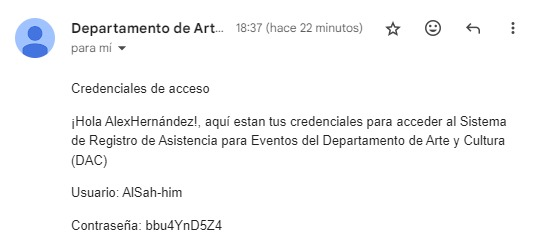 Departamento de Art... 18:37 (hace 22 minutos)
para mí
Credenciales de acceso
¡Hola AlexHernández!, aquí estan tus credenciales para acceder al Sistema
de Registro de Asistencia para Eventos del Departamento de Arte y Cultura
(DAC)
Usuario: AlSah-him
Contraseña: bbu4YnD5Z4